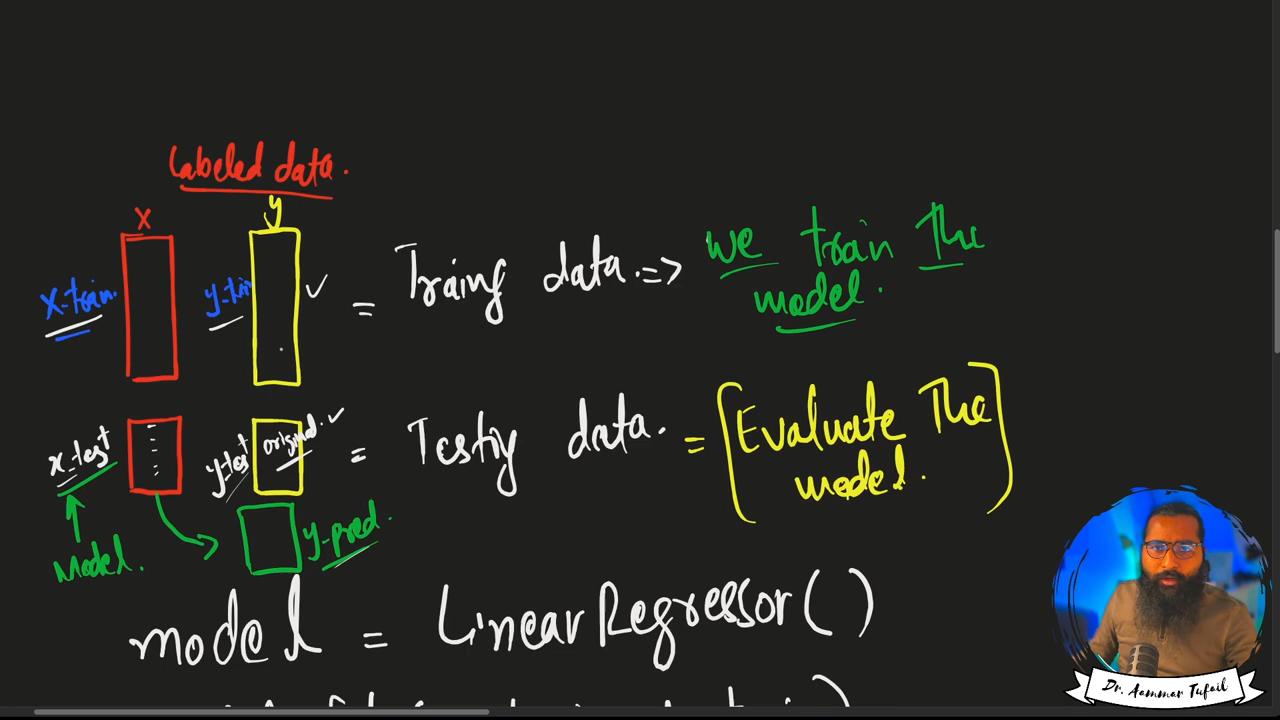 Labeled data.
x y
x-train. y-train ✓ = Traing data. => we train the
model.
x-test y-test original. ✓ = Testig data. = [Evaluate The
model.]
Model. y-pred.
model = LinearRegressor()
Dr. Aammar Tufail